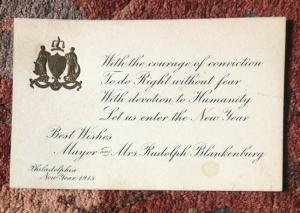 With the courage of conviction
To do Right without fear
With devotion to Humanity
Let us enter the New Year
Best Wishes
Mayor and Mrs Rudolph Blankenburg
Philadelphia
New Year, 1915